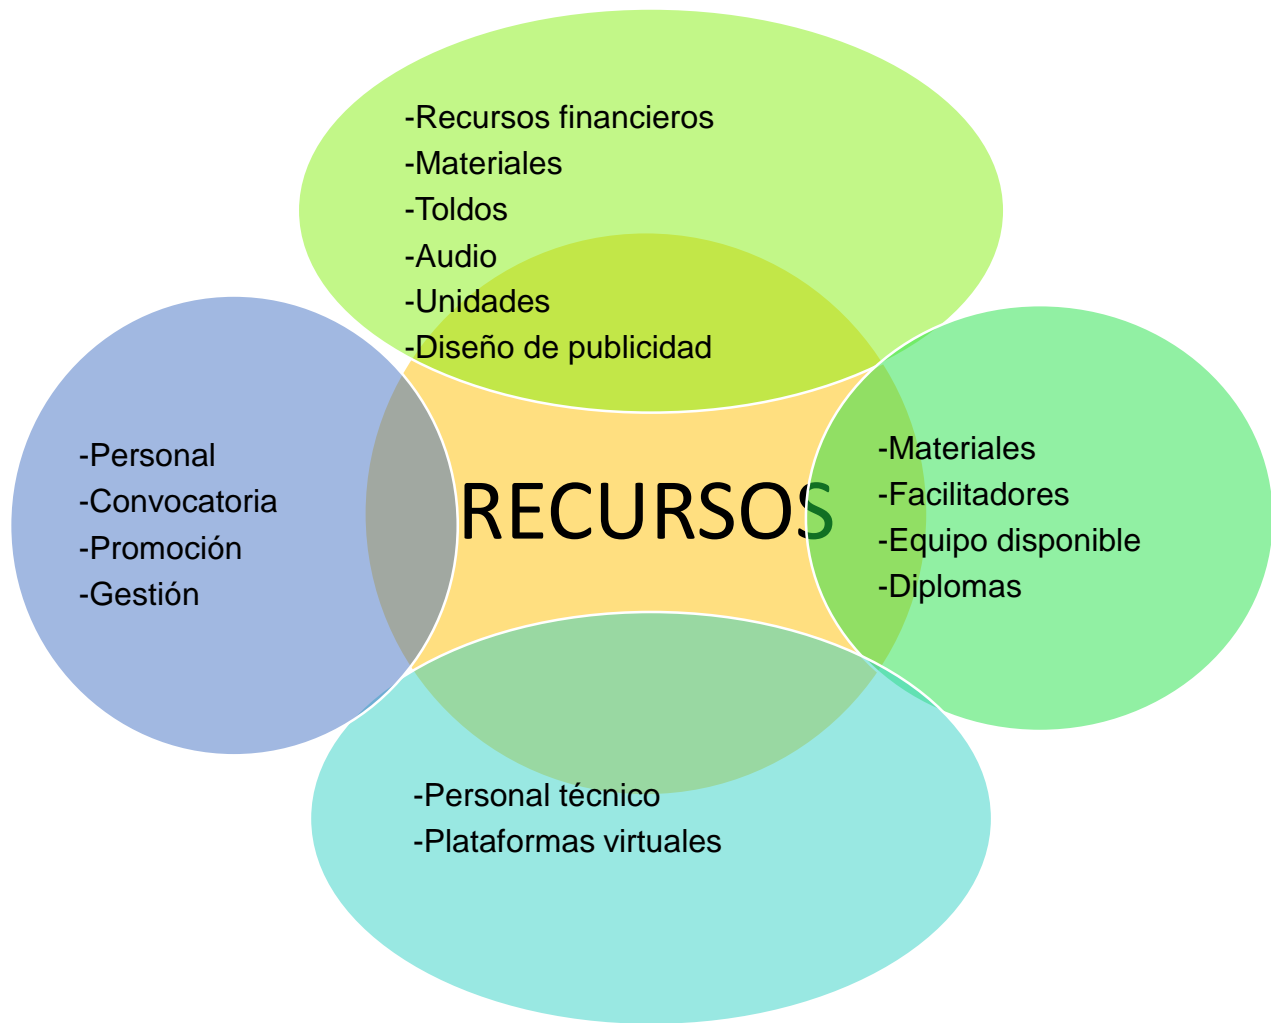 -Recursos financieros
-Materiales
-Toldos
-Audio
-Unidades
-Diseño de publicidad
-Personal
-Convocatoria
-Promoción
-Gestión
RECURSOS
-Materiales
-Facilitadores
-Equipo disponible
-Diplomas
-Personal técnico
-Plataformas virtuales